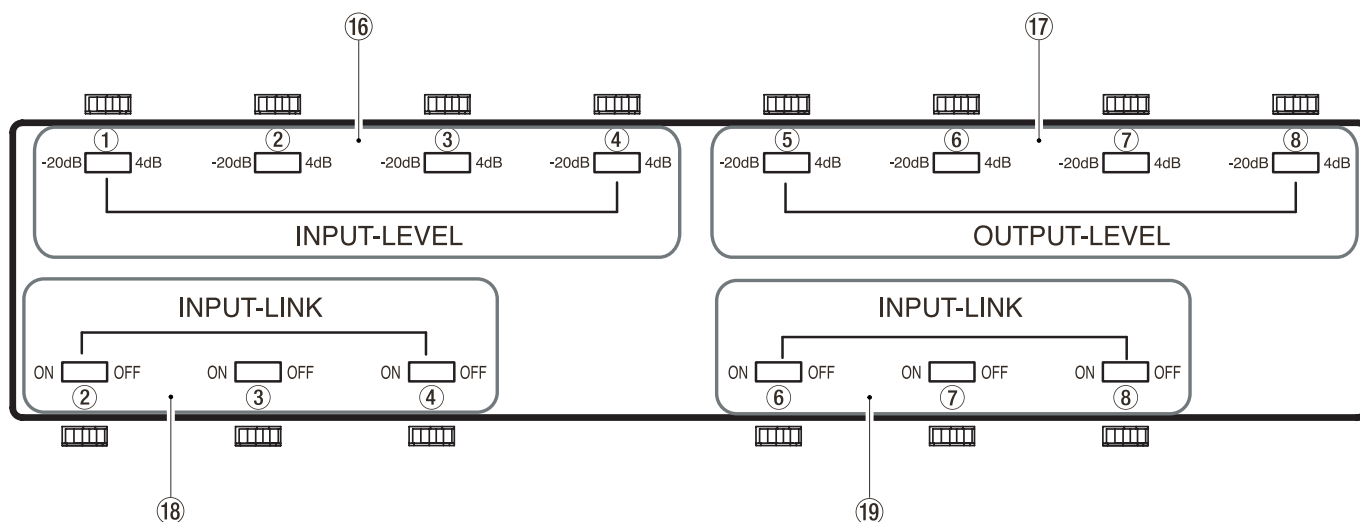 ⑯ ⑰
① ② ③ ④ ⑤ ⑥ ⑦ ⑧
-20dB 4dB -20dB 4dB -20dB 4dB -20dB 4dB -20dB 4dB -20dB 4dB -20dB 4dB -20dB 4dB
INPUT-LEVEL OUTPUT-LEVEL
INPUT-LINK INPUT-LINK
ON OFF ON OFF ON OFF ON OFF ON OFF ON OFF
② ③ ④ ⑥ ⑦ ⑧
⑱ ⑲